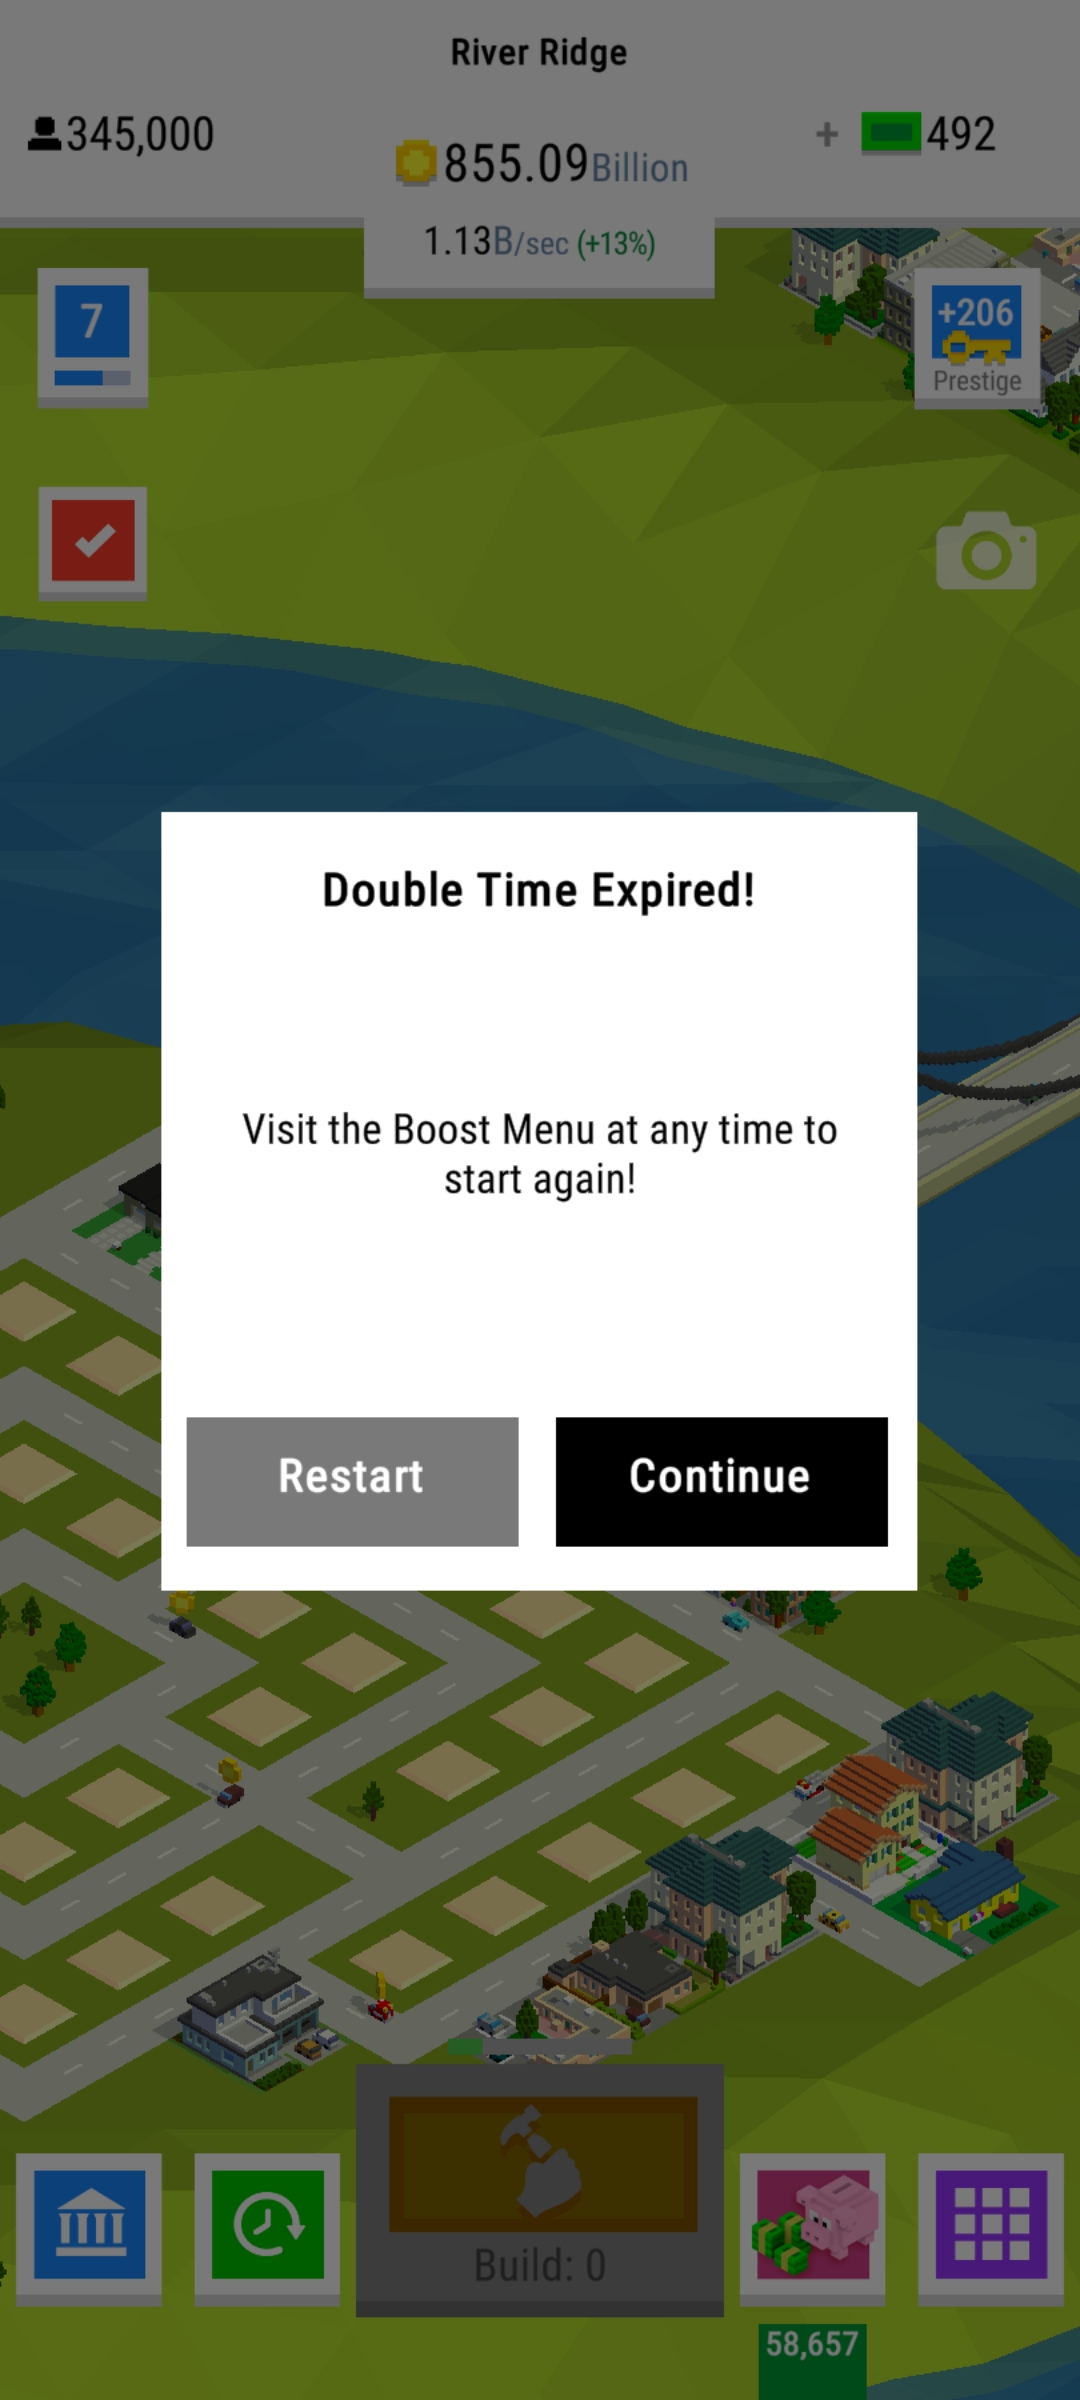 River Ridge
345,000
855.09Billion
+ 492
1.13B/sec (+13%)
7
+206
Prestige
Double Time Expired!
Visit the Boost Menu at any time to
start again!
Restart
Continue
Build: 0
58,657